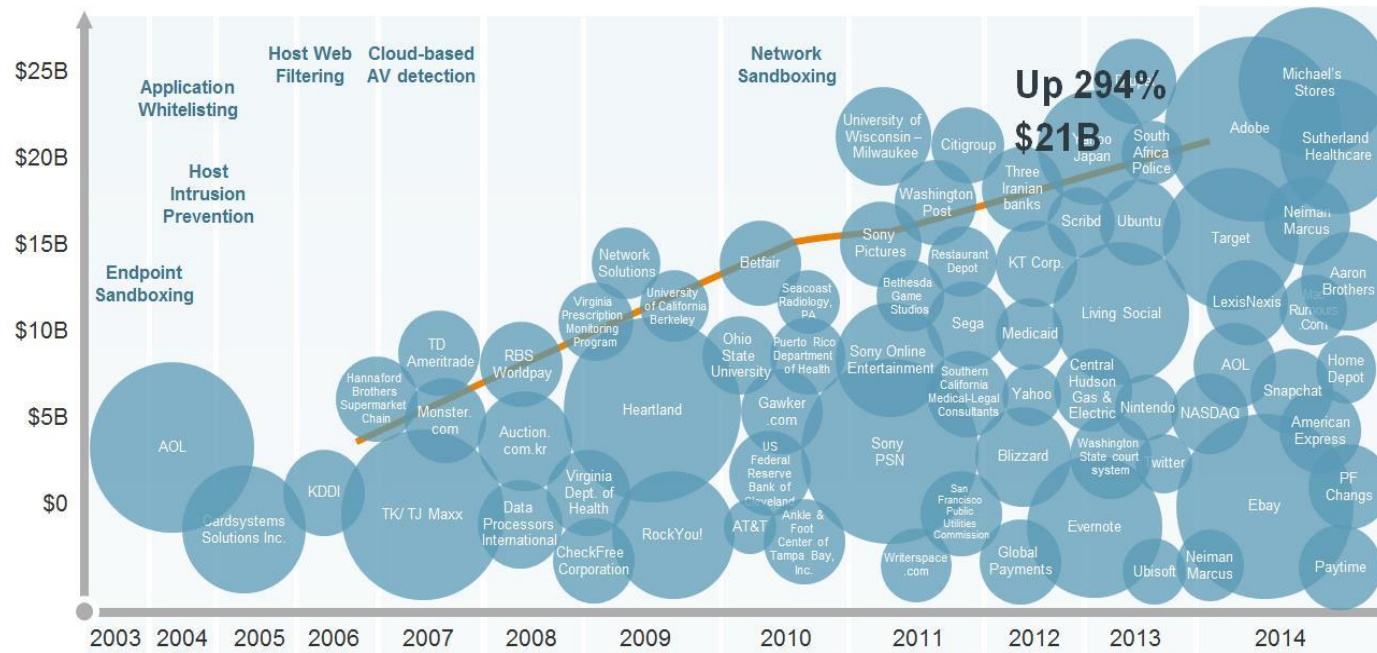 $25B
$20B
$15B
$10B
$5B
$0
Application
Whitelisting
Host
Intrusion
Prevention
Endpoint
Sandboxing
Host Web
Filtering
Cloud-based
AV detection
Network
Sandboxing
Up 294%
$21B
AOL
Cardsystems
Solutions Inc.
KDDI
Hannaford
Brothers
Supermarket
Chain
TD
Ameritrade
Monster.
com
TK/ TJ Maxx
RBS
Worldpay
Auction.
com.kr
Data
Processors
International
Virginia
Dept. of
Health
CheckFree
Corporation
Network
Solutions
Virginia
Prescription
Monitoring
Program
University
of California
Berkeley
Heartland
RockYou!
Betfair
Seacoast
Radiology,
PA
Ohio
State
University
Puerto Rico
Department
of Health
Gawker
.com
US
Federal
Reserve
Bank of
Cleveland
AT&T
Ankle &
Foot
Center of
Tampa Bay,
Inc.
University of
Wisconsin –
Milwaukee
Citigroup
Washington
Post
Sony
Pictures
Restaurant
Depot
Bethesda
Game
Studios
Sega
Sony Online
Entertainment
Southern
California
Medical-Legal
Consultants
Sony
PSN
San
Francisco
Public
Utilities
Commission
Writerspace
.com
Three
Iranian
banks
KT Corp.
Medicaid
Yahoo
Blizzard
Global
Payments
Yahoo
Japan
South
Africa
Police
Scribd
Ubuntu
Living Social
Central
Hudson
Gas &
Electric
Nintendo
Washington
State court
system
Twitter
Evernote
Ubisoft
Adobe
Michael's
Stores
Sutherland
Healthcare
Target
Neiman
Marcus
Aaron
Brothers
LexisNexis
Rumours
.Com
AOL
Home
Depot
Snapchat
NASDAQ
American
Express
PF
Changs
Ebay
Neiman
Marcus
Paytime
2003
2004
2005
2006
2007
2008
2009
2010
2011
2012
2013
2014